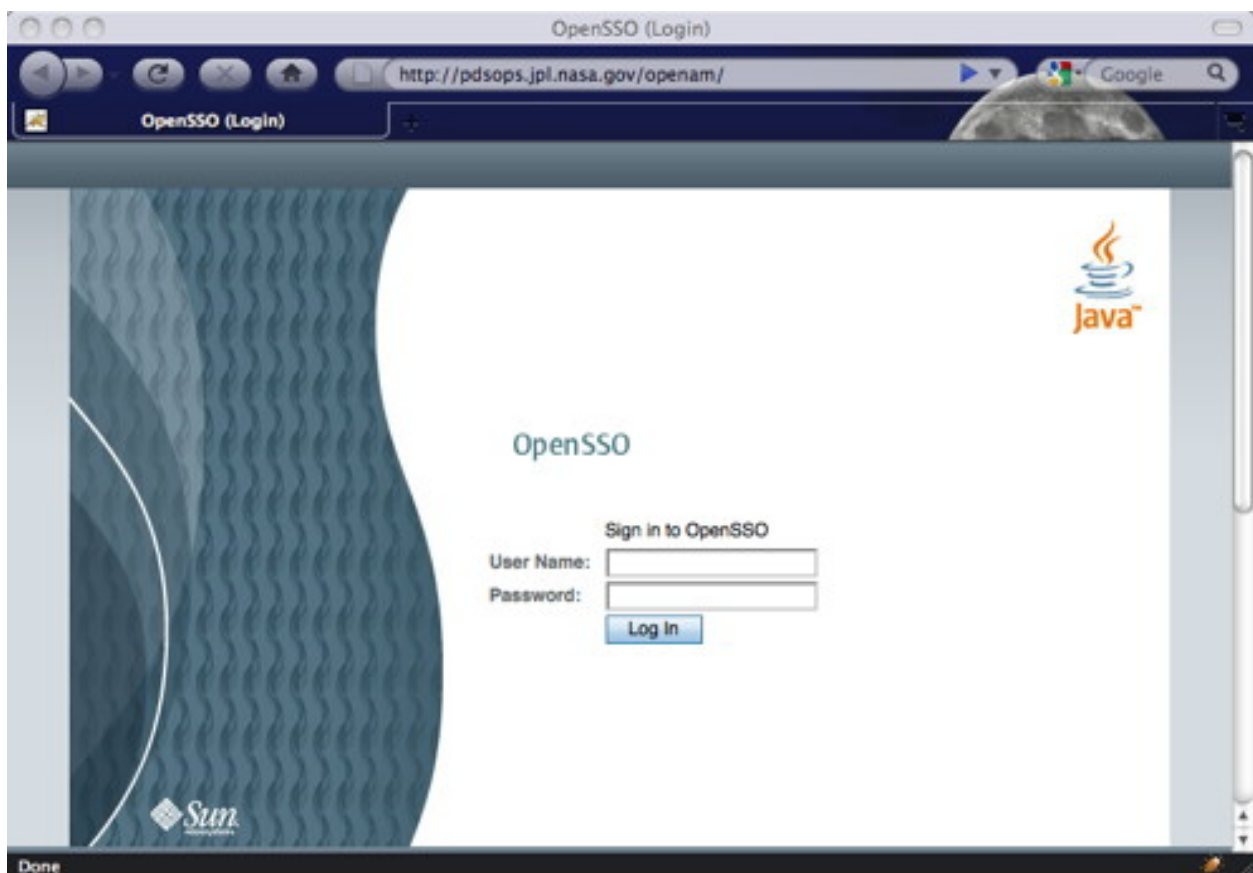 OpenSSO (Login)
http://pdsops.jpl.nasa.gov/openam/
Google
OpenSSO (Login)
Java™
OpenSSO
Sign in to OpenSSO
User Name:
Password:
Log In
Sun
Done